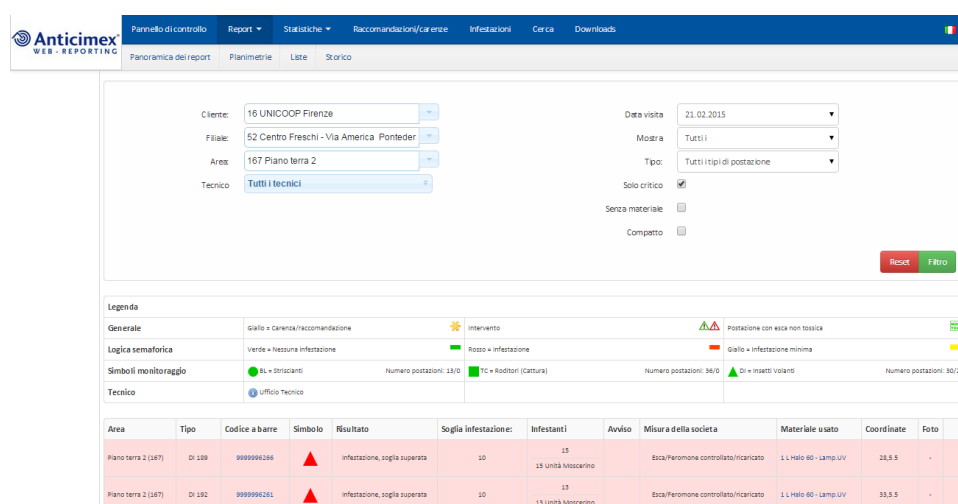 Anticimex®
WEB - REPORTING
Pannello di controllo Report Statistiche Raccomandazioni/carenze Infestazioni Cerca Downloads
Panoramica dei report Planimetrie Liste Storico
Cliente: 16 UNICOOP Firenze Data visita 21.02.2015
Filiale: 52 Centro Freschi - Via America Ponteder Mostra Tutti i
Area: 167 Piano terra 2 Tipo: Tutti i tipi di postazione
Tecnico Tutti i tecnici Solo critico
Senza materiale
Compatto
Reset Filtro
Legenda
Generale Giallo = Carenza/raccomandazione Intervento Postazione con esca non tossica
Logica semaforica Verde = Nessuna infestazione Rosso = Infestazione Giallo = Infestazione minima
Simboli monitoraggio EL = Striscianti Numero postazioni: 13/0 TC = Roditori (Cattura) Numero postazioni: 36/0 DI = Insetti Volanti Numero postazioni: 30/
Tecnico Ufficio Tecnico
Area Tipo Codice a barre Simbolo Risultato Soglia infestazione: Infestanti Avviso Misura della societa Materiale usato Coordinate Foto
Piano terra 2 (167) DI 189 9999996266 Infestazione, soglia superata 10 15 Esca/Feromone controllato/ricaricato 1 L Halo 60 - Lamp.UV 28,5.5 -
15 Unità Moscerino
Piano terra 2 (167) DI 192 9999996261 Infestazione, soglia superata 10 13 Esca/Feromone controllato/ricaricato 1 L Halo 60 - Lamp.UV 33,5.5 -
13 Unità Moscerino